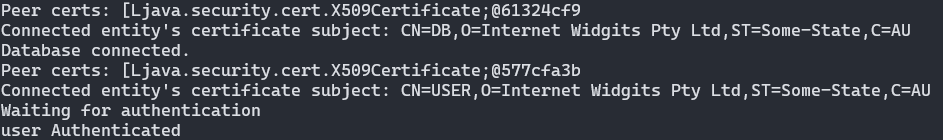 Peer certs: [Ljava.security.cert.X509Certificate;@61324cf9
Connected entity's certificate subject: CN=DB,O=Internet Widgits Pty Ltd,ST=Some-State,C=AU
Database connected.
Peer certs: [Ljava.security.cert.X509Certificate;@577cfa3b
Connected entity's certificate subject: CN=USER,O=Internet Widgits Pty Ltd,ST=Some-State,C=AU
Waiting for authentication
user Authenticated